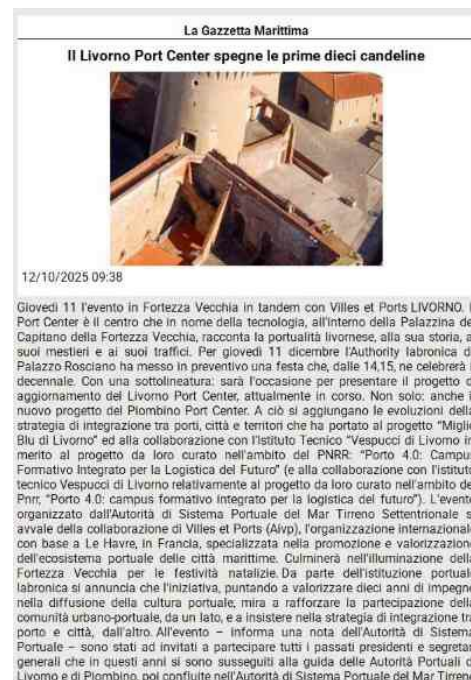 La Gazzetta Marittima
Il Livorno Port Center spegne le prime dieci candeline
12/10/2025 09:38
Giovedì 11 l'evento in Fortezza Vecchia in tandem con Villes et Ports LIVORNO. I
Port Center è il centro che in nome della tecnologia, all'interno della Palazzina de
Capitano della Fortezza Vecchia, racconta la portualità livornese, alla sua storia, a
suoi mestieri e ai suoi traffici. Per giovedì 11 dicembre l'Authority labronica d
Palazzo Rosciano ha messo in preventivo una festa che, dalle 14,15, ne celebrerà i
decennale. Con una sottolineatura: sarà l'occasione per presentare il progetto d
aggiornamento del Livorno Port Center, attualmente in corso. Non solo: anche i
nuovo progetto del Piombino Port Center. A ciò si aggiungano le evoluzioni della
strategia di integrazione tra porti, città e territori che ha portato al progetto "Migli
Blu di Livorno" ed alla collaborazione con l'Istituto Tecnico "Vespucci di Livorno in
merito al progetto da loro curato nell'ambito del PNRR: "Porto 4.0: Campus
Formativo Integrato per la Logistica del Futuro" (e alla collaborazione con l'istituto
tecnico Vespucci di Livorno relativamente al progetto da loro curato nell'ambito de
Pnrr, "Porto 4.0: campus formativo integrato per la logistica del futuro"). L'evento
organizzato dall'Autorità di Sistema Portuale del Mar Tirreno Settentrionale s
avvale della collaborazione di Villes et Ports (Aivp), l'organizzazione internazionale
con base a Le Havre, in Francia, specializzata nella promozione e valorizzazione
dell'ecosistema portuale delle città marittime. Culminerà nell'illuminazione della
Fortezza Vecchia per le festività natalizie. Da parte dell'istituzione portuale
labronica si annuncia che l'iniziativa, puntando a valorizzare dieci anni di impegno
nella diffusione della cultura portuale, mira a rafforzare la partecipazione della
comunità urbano-portuale, da un lato, e a insistere nella strategia di integrazione tra
porto e città, dall'altro. All'evento – informa una nota dell'Autorità di Sistema
Portuale – sono stati ad invitati a partecipare tutti i passati presidenti e segretar
generali che in questi anni si sono susseguiti alla guida delle Autorità Portuali d
Livorno e di Piombino, poi confluite nell'Autorità di Sistema Portuale del Mar Tirreno